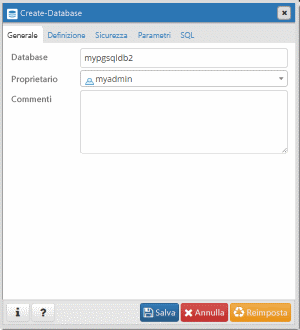 Create-Database
Generale Definizione Sicurezza Parametri SQL
Database mypgsqldb2
Proprietario myadmin
Commenti
i ? Salva Annulla Reimposta